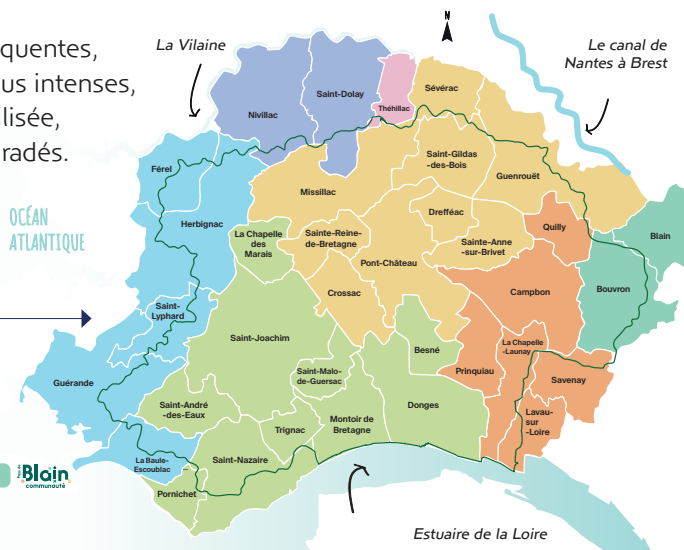 quentes,
us intenses,
ilisée,
radés.
La Vilaine
N
Le canal de
Nantes à Brest
OCÉAN
ATLANTIQUE
Sévérac
Saint-Dolay
Théhillac
Nivillac
Saint-Gildas
-des-Bois
Guenrouët
Férel
Missillac
Drefféac
Herbignac
Quilly
La Chapelle
des
Marais
Sainte-Reine-
de-Bretagne
Sainte-Anne
-sur-Brivet
Blain
Pont-Château
Bouvron
Crossac
Campbon
Saint-
Lyphard
Saint-Joachim
La Chapelle
-Launay
Besné
Saint-Malo-
de-Guersac
Prinquiau
Savenay
Guérande
Saint-André
-des-Eaux
Donges
Montoir de
Bretagne
Lavau-
sur
-Loire
Trignac
La Baule-
Escoublac
Saint-Nazaire
Blain
communauté
Pornichet
Estuaire de la Loire